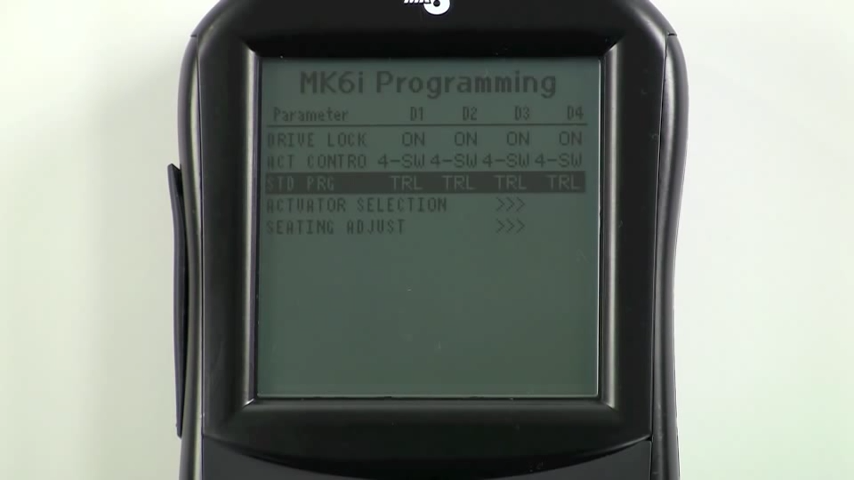 MK6
MK6i Programming
Parameter D1 D2 D3 D4
DRIVE LOCK ON ON ON ON
ACT CONTRO 4-SW 4-SW 4-SW 4-SW
STD PRG TRL TRL TRL TRL
ACTUATOR SELECTION >>>
SEATING ADJUST >>>